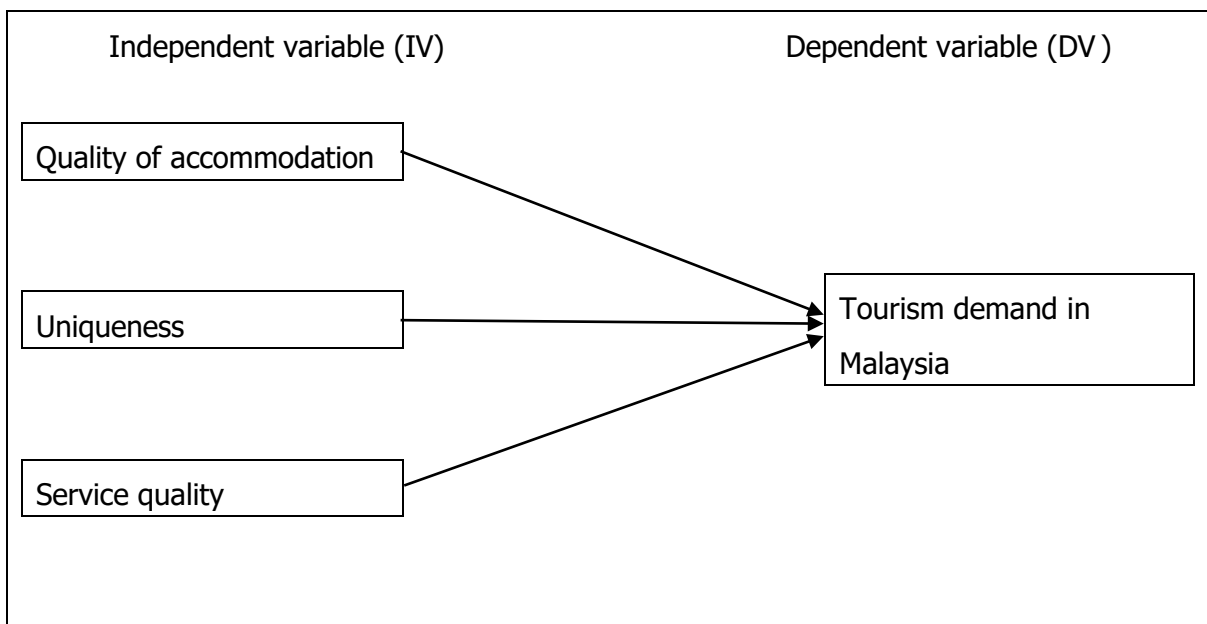 Independent variable (IV)
Dependent variable (DV )
Quality of accommodation
Uniqueness
Tourism demand in
Malaysia
Service quality